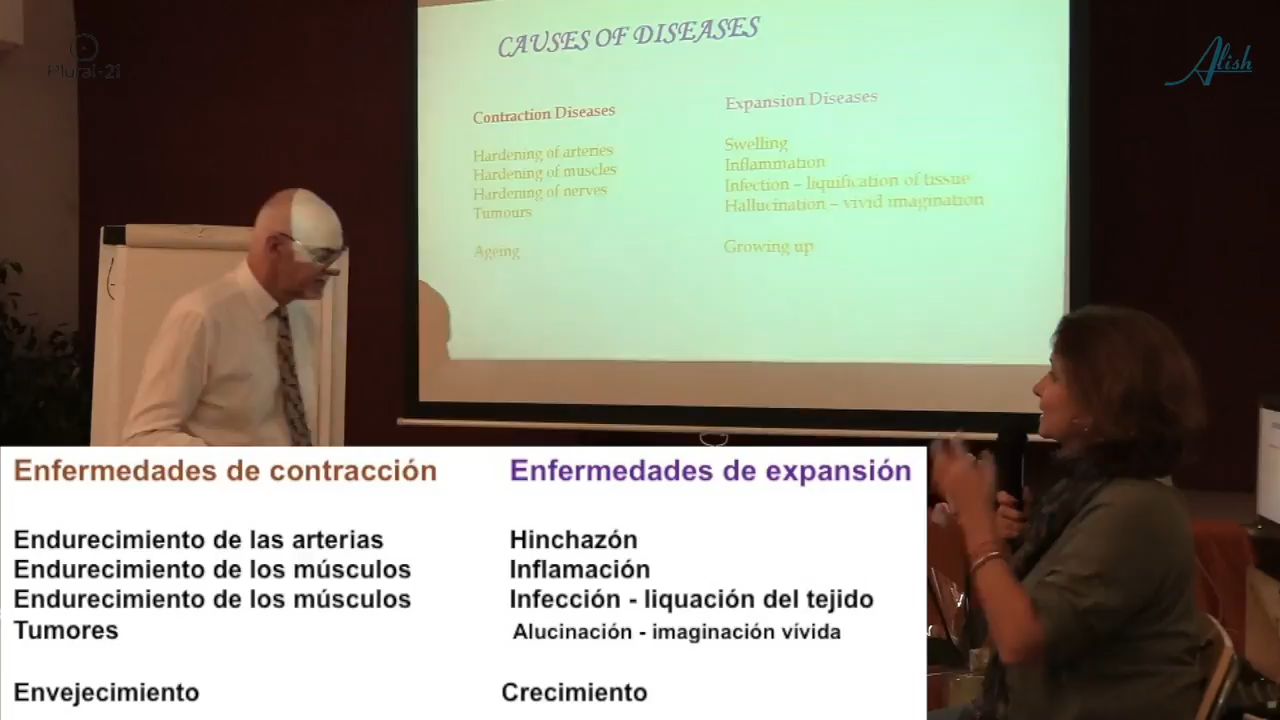 Plural-21
Alish
CAUSES OF DISEASES
Contraction Diseases
Hardening of arteries
Hardening of muscles
Hardening of nerves
Tumours
Ageing
Expansion Diseases
Swelling
Inflammation
Infection – liquification of tissue
Hallucination – vivid imagination
Growing up
Enfermedades de contracción
Endurecimiento de las arterias
Endurecimiento de los músculos
Endurecimiento de los músculos
Tumores
Envejecimiento
Enfermedades de expansión
Hinchazón
Inflamación
Infección - liquación del tejido
Alucinación - imaginación vívida
Crecimiento